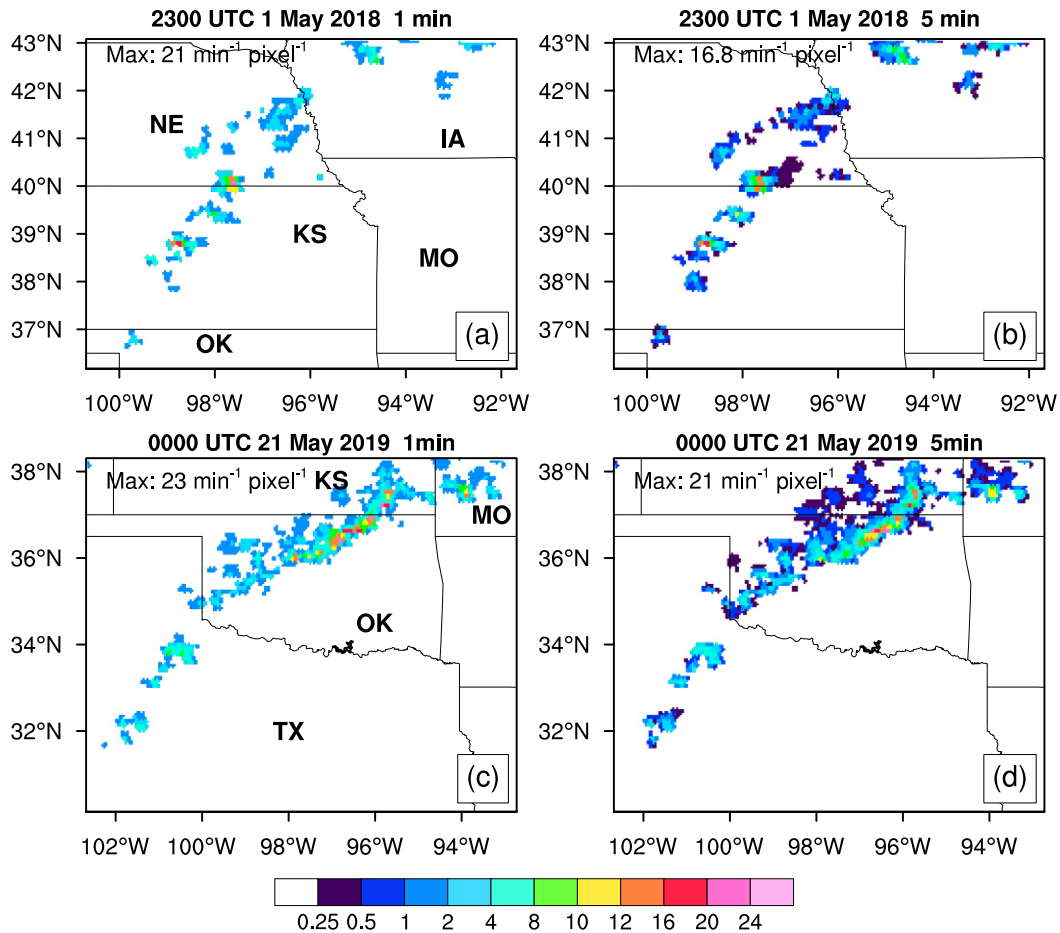 2300 UTC 1 May 2018 1 min
43°N
42°N
41°N
40°N
39°N
38°N
37°N
Max: 21 min⁻¹ pixel⁻¹
NE
IA
KS
MO
OK
(a)
100°W 98°W 96°W 94°W 92°W
2300 UTC 1 May 2018 5 min
43°N
42°N
41°N
40°N
39°N
38°N
37°N
Max: 16.8 min⁻¹ pixel⁻¹
(b)
100°W 98°W 96°W 94°W 92°W
0000 UTC 21 May 2019 1min
38°N
36°N
34°N
32°N
Max: 23 min⁻¹ pixel⁻¹
KS
MO
OK
TX
(c)
102°W 100°W 98°W 96°W 94°W
0000 UTC 21 May 2019 5min
38°N
36°N
34°N
32°N
Max: 21 min⁻¹ pixel⁻¹
(d)
102°W 100°W 98°W 96°W 94°W
0.25 0.5 1 2 4 8 10 12 16 20 24